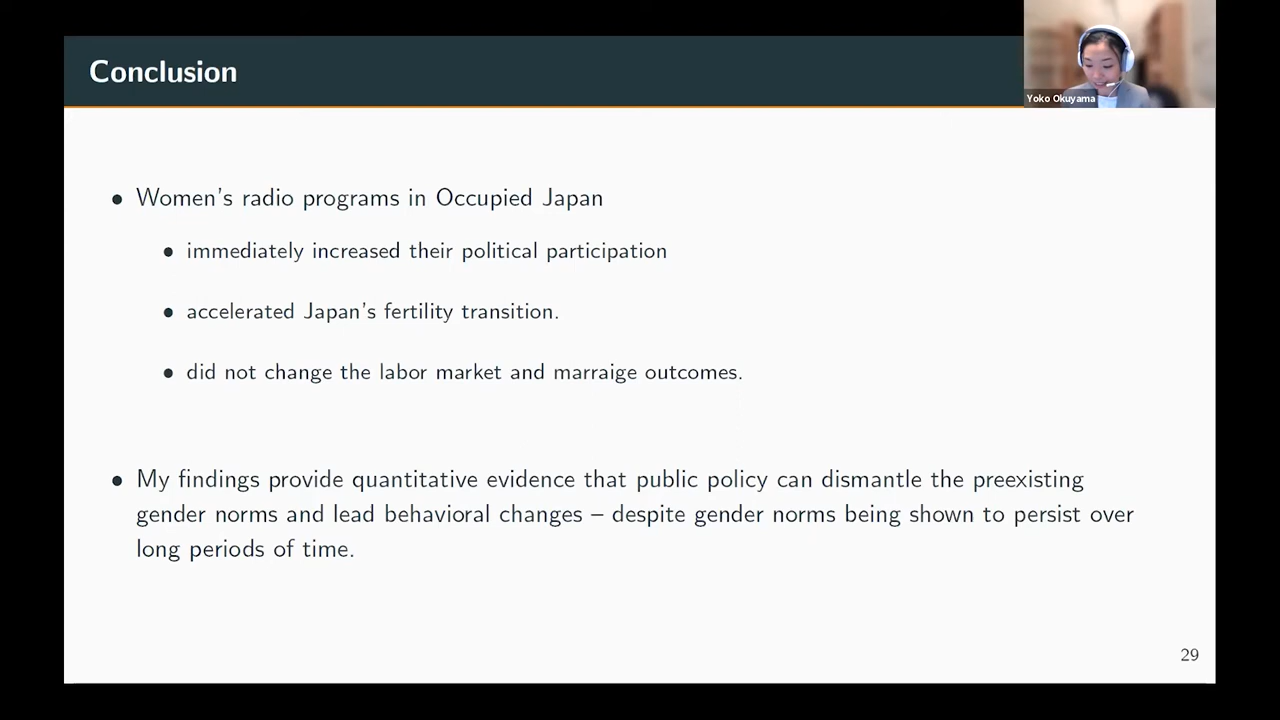 Conclusion
Yoko Okuyama
• Women's radio programs in Occupied Japan
• immediately increased their political participation
• accelerated Japan's fertility transition.
• did not change the labor market and marraige outcomes.
• My findings provide quantitative evidence that public policy can dismantle the preexisting
gender norms and lead behavioral changes – despite gender norms being shown to persist over
long periods of time.
29